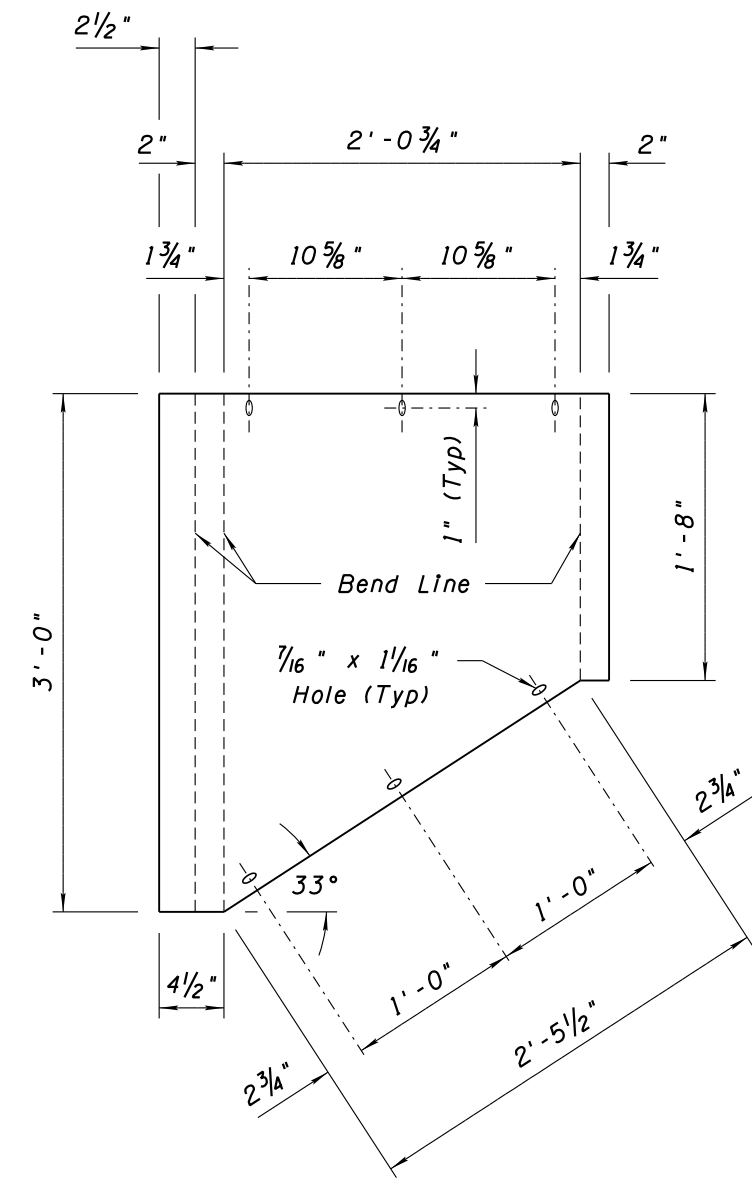 2½"
2" 2'-0¾" 2"
1¾" 10⅝" 10⅝" 1¾"
1" (Typ)
1'-8"
Bend Line
3'-0"
7/16" x 1 1/16"
Hole (Typ)
2¾"
33°
1'-0"
1'-0"
4½"
2'-5½"
2¾"